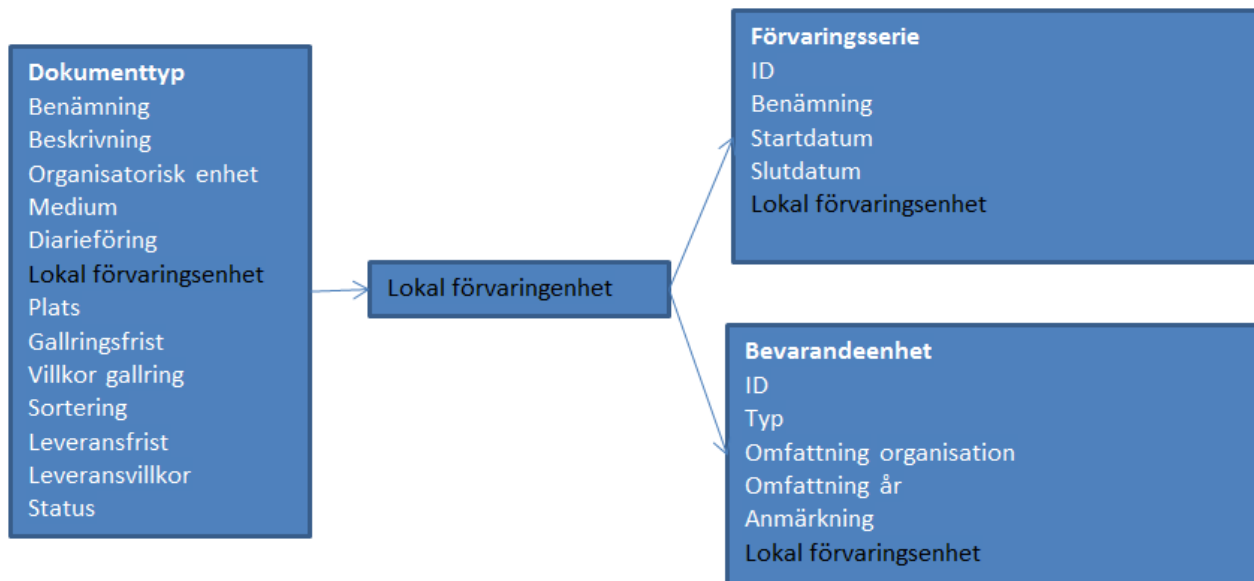 Dokumenttyp
Benämning
Beskrivning
Organisatorisk enhet
Medium
Diarieföring
Lokal förvaringsenhet
Plats
Gallringsfrist
Villkor gallring
Sortering
Leveransfrist
Leveransvillkor
Status
Lokal förvaringenhet
Förvaringsserie
ID
Benämning
Startdatum
Slutdatum
Lokal förvaringsenhet
Bevarandeenhet
ID
Typ
Omfattning organisation
Omfattning år
Anmärkning
Lokal förvaringsenhet